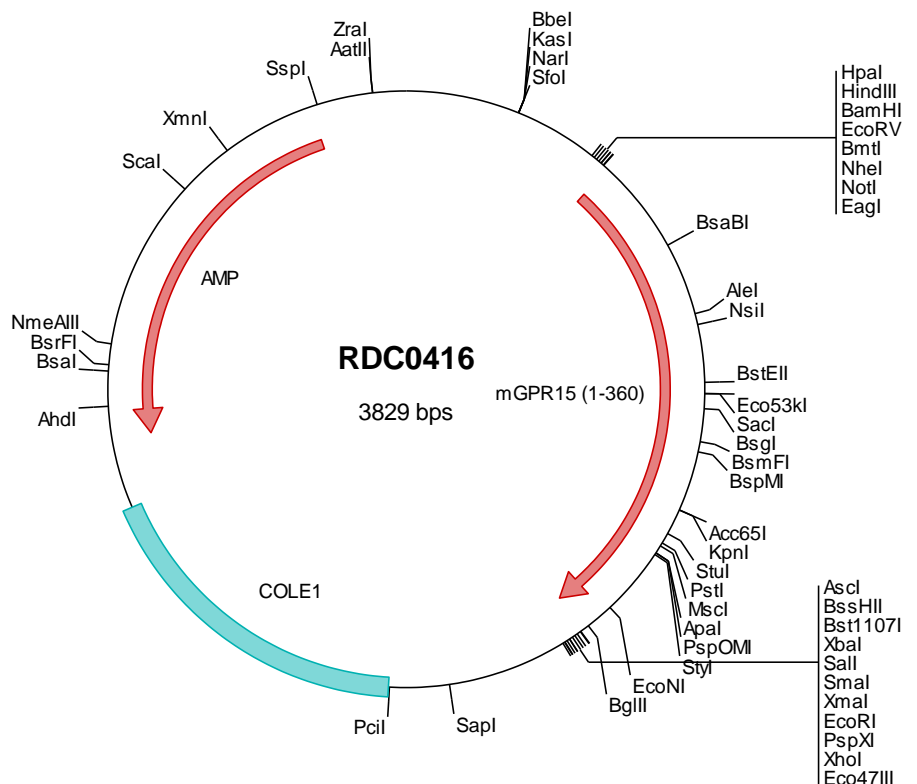 BbeI
KasI
NarI
SfoI
ZraI
AatII
SspI
XmnI
ScaI
HpaI
HindIII
BamHI
EcoRV
BmtI
NheI
NotI
EagI
BsaBI
AleI
NsiI
BstEII
Eco53kI
SacI
BsgI
BsmFI
BspMI
Acc65I
KpnI
StuI
PstI
MscI
ApaI
PspOMI
StyI
EcoNI
BglII
AscI
BssHII
Bst1107I
XbaI
SalI
SmaI
XmaI
EcoRI
PspXI
XhoI
Eco47III
SapI
PciI
AhdI
BsaI
BsrFI
NmeAIII
AMP
COLE1
mGPR15 (1-360)
RDC0416
3829 bps